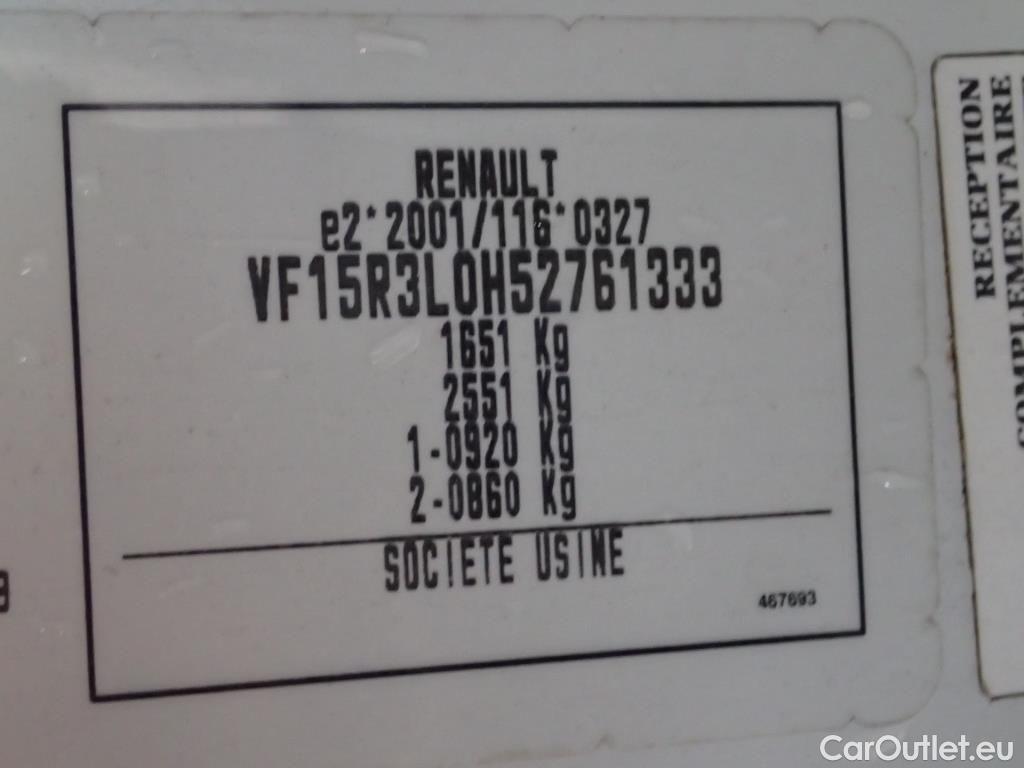 RENAULT
e2*2001/116*0327
VF15R3L0H52761333
1651 Kg
2551 Kg
1-0920 Kg
2-0860 Kg
SOCIETE USINE
467693
RECEPTION
COMPLEMENTAIRE
CarOutlet.eu